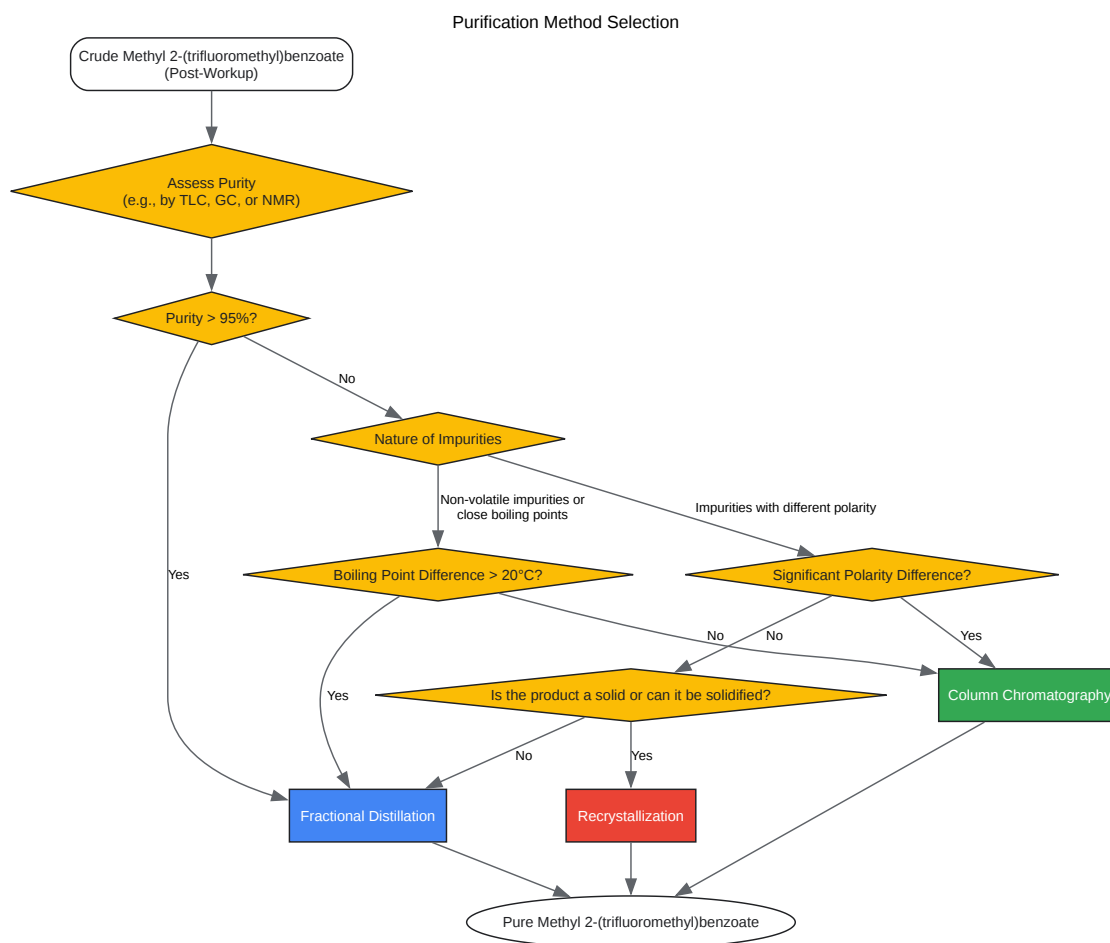 Purification Method Selection
Crude Methyl 2-(trifluoromethyl)benzoate
(Post-Workup)
Assess Purity
(e.g., by TLC, GC, or NMR)
Purity > 95%?
No
Nature of Impurities
Non-volatile impurities or
close boiling points
Impurities with different polarity
Yes
Boiling Point Difference > 20°C?
Significant Polarity Difference?
No
No
Yes
Yes
Is the product a solid or can it be solidified?
Column Chromatography
No
Yes
Fractional Distillation
Recrystallization
Pure Methyl 2-(trifluoromethyl)benzoate